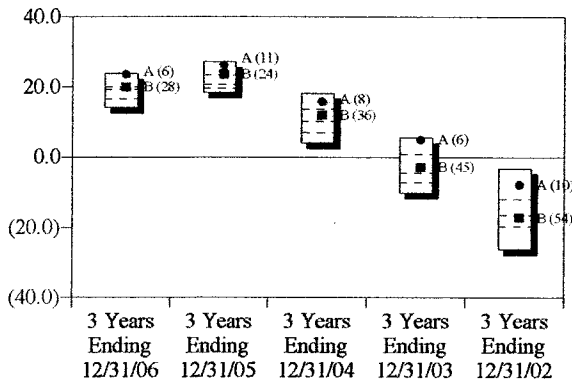 40.0
20.0
0.0
(20.0)
(40.0)
A (6)
B (28)
A (11)
B (24)
A (8)
B (36)
A (6)
B (45)
A (10)
B (54)
3 Years Ending 12/31/06
3 Years Ending 12/31/05
3 Years Ending 12/31/04
3 Years Ending 12/31/03
3 Years Ending 12/31/02